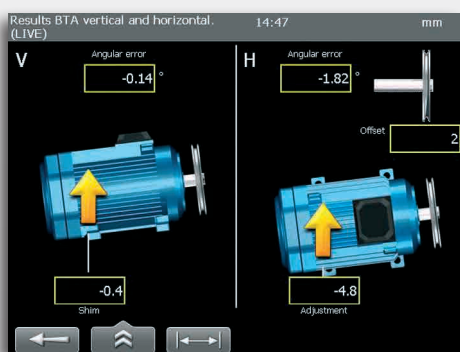 Results BTA vertical and horizontal.
(LIVE)
14:47
mm
V
Angular error
-0.14 °
Shim
-0.4
H
Angular error
-1.82 °
Offset
2
-4.8
Adjustment